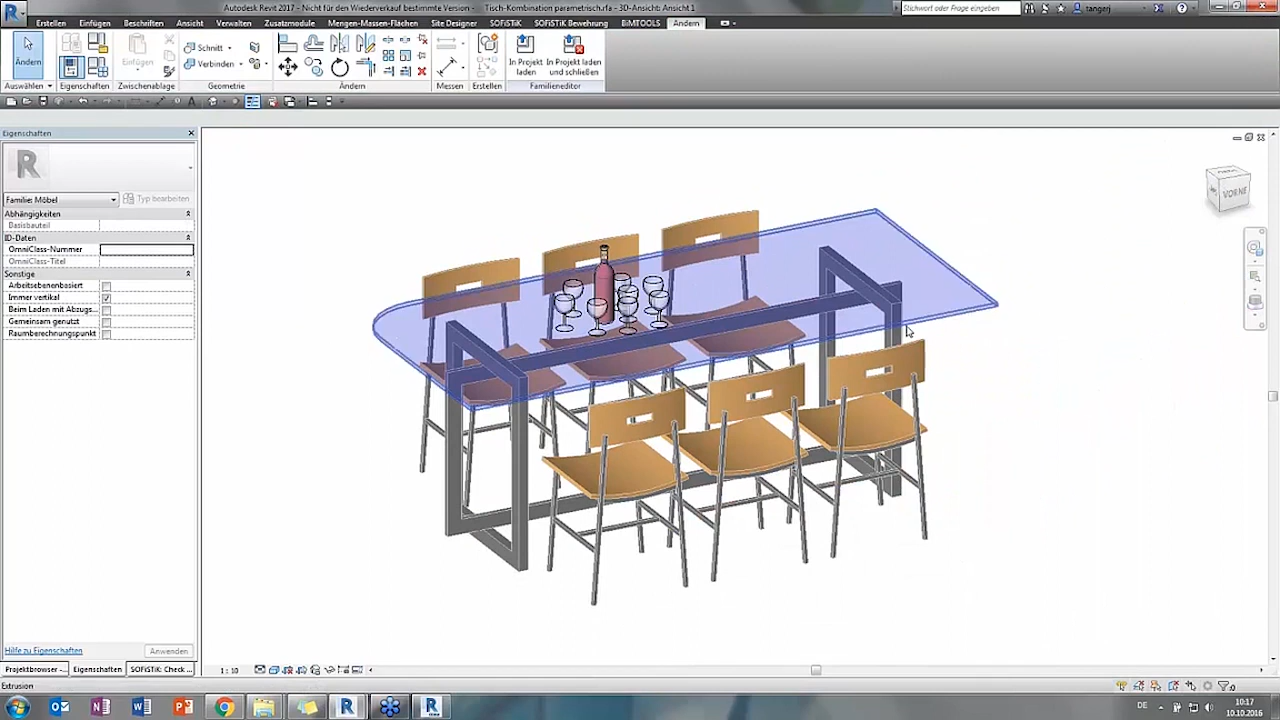 Autodesk Revit 2017 - Nicht für den Wiederverkauf bestimmte Version - Tisch-Kombination parametrisch.rfa - 3D-Ansicht: Ansicht 1
Stichwort oder Frage eingeben
tangerj
Erstellen Einfügen Beschriften Ansicht Verwalten Zusatzmodule Mengen-Massen-Flächen Site Designer SOFiSTiK SOFiSTiK Bewehrung BiMTOOLS Ändern
Schnitt
Ändern Einfügen Verbinden In Projekt laden In Projekt laden und schließen
Auswählen Eigenschaften Zwischenablage Geometrie Ändern Messen Erstellen Familieneditor
Eigenschaften
R
Familie: Möbel Typ bearbeiten
Abhängigkeiten
Basisbauteil
ID-Daten
OmniClass-Nummer
OmniClass-Titel
Sonstige
Arbeitsebenenbasiert
Immer vertikal
Beim Laden mit Abzugs...
Gemeinsam genutzt
Raumberechnungspunkt
VORNE
Hilfe zu Eigenschaften Anwenden
Projektbrowser -... Eigenschaften SOFiSTiK: Check ...
1 : 10
Extrusion
:0
DE
10:17
10.10.2016